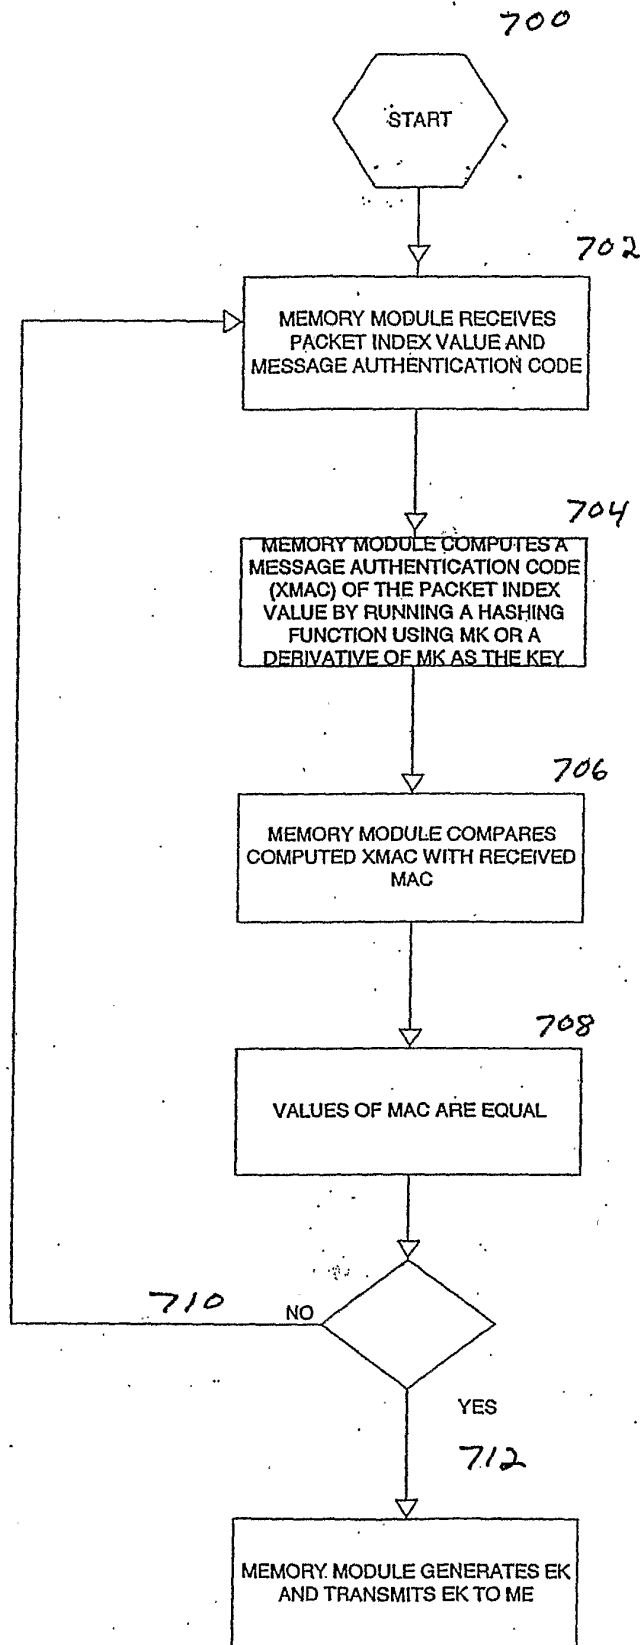 700
START
702
MEMORY MODULE RECEIVES
PACKET INDEX VALUE AND
MESSAGE AUTHENTICATION CODE
704
MEMORY MODULE COMPUTES A
MESSAGE AUTHENTICATION CODE
(XMAC) OF THE PACKET INDEX
VALUE BY RUNNING A HASHING
FUNCTION USING MK OR A
DERIVATIVE OF MK AS THE KEY
706
MEMORY MODULE COMPARES
COMPUTED XMAC WITH RECEIVED
MAC
708
VALUES OF MAC ARE EQUAL
710
NO
YES
712
MEMORY MODULE GENERATES EK
AND TRANSMITS EK TO ME